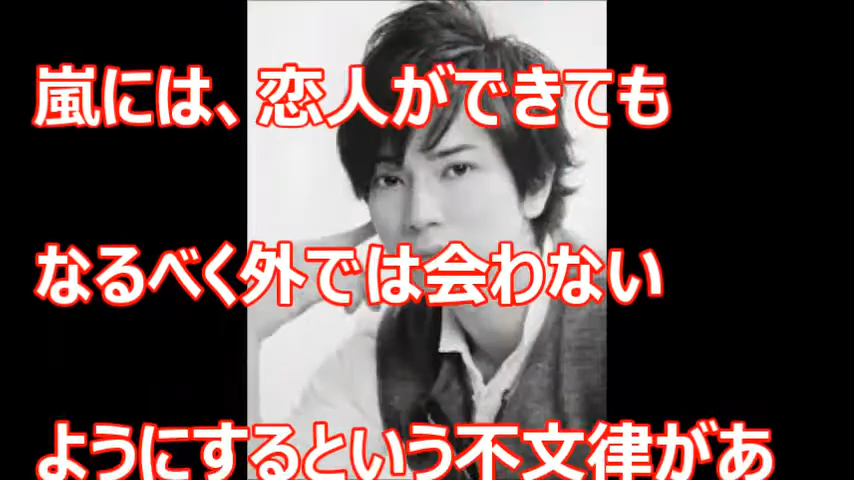 嵐には、恋人ができても
なるべく外では会わない
ようにするという不文律があ